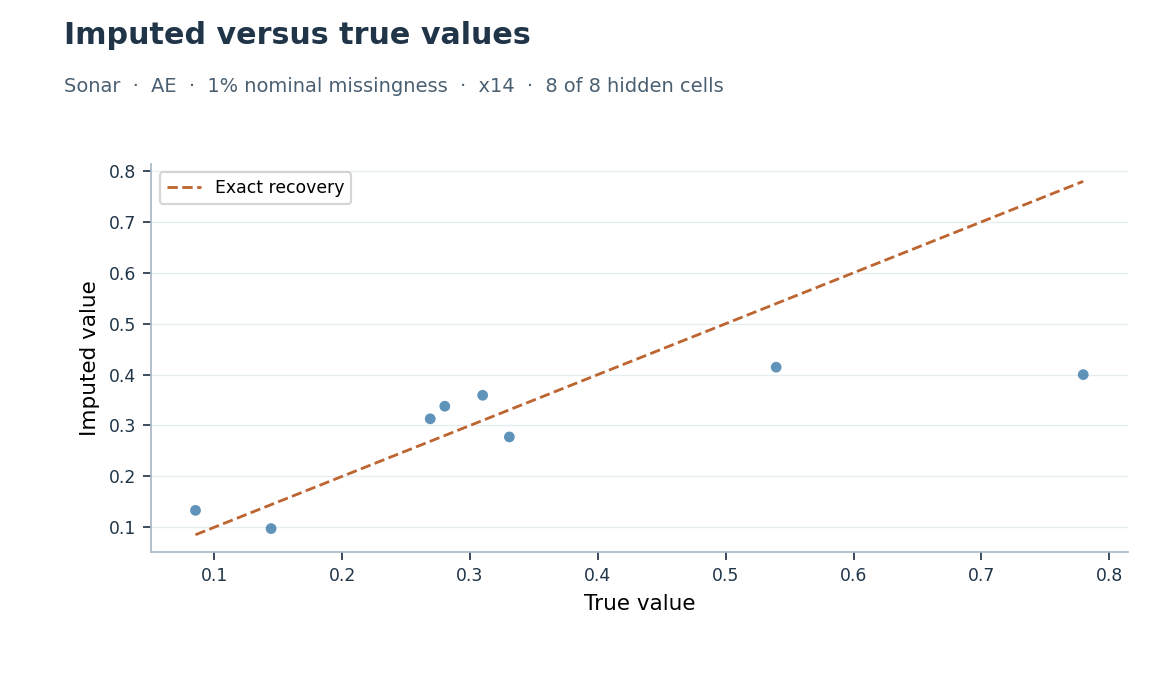 Imputed versus true values
Sonar · AE · 1% nominal missingness · x14 · 8 of 8 hidden cells
0.8
0.7
0.6
0.5
0.4
0.3
0.2
0.1
Imputed value
Exact recovery
0.1 0.2 0.3 0.4 0.5 0.6 0.7 0.8
True value